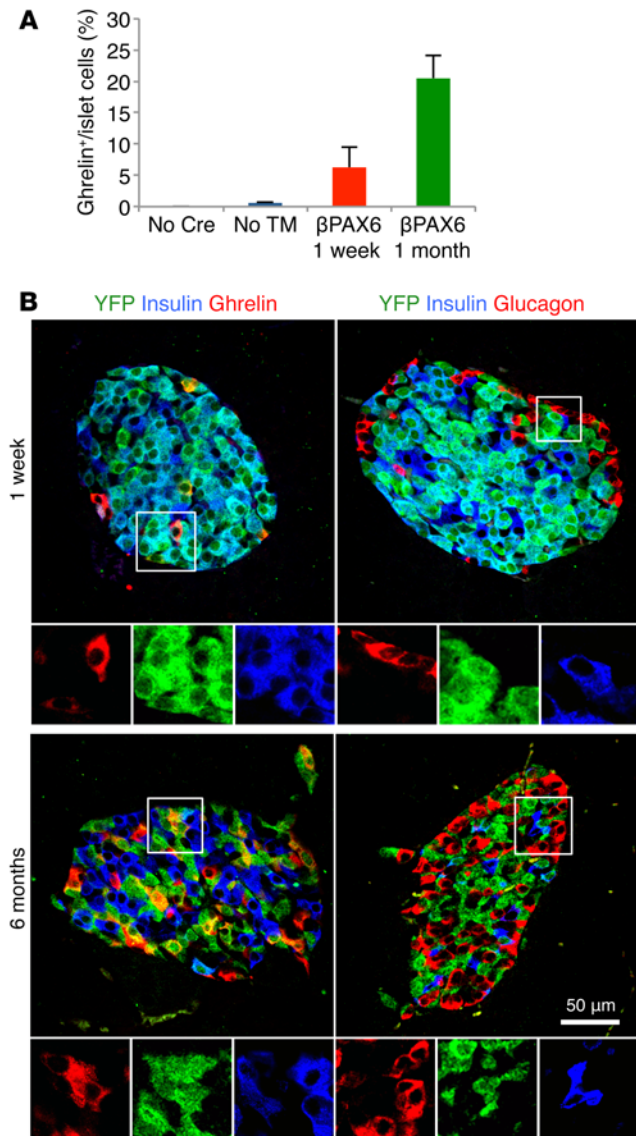 A
Ghrelin⁺/islet cells (%)
30
25
20
15
10
5
0
No Cre
No TM
βPAX6
1 week
βPAX6
1 month
B
YFP Insulin Ghrelin
YFP Insulin Glucagon
1 week
6 months
50 µm